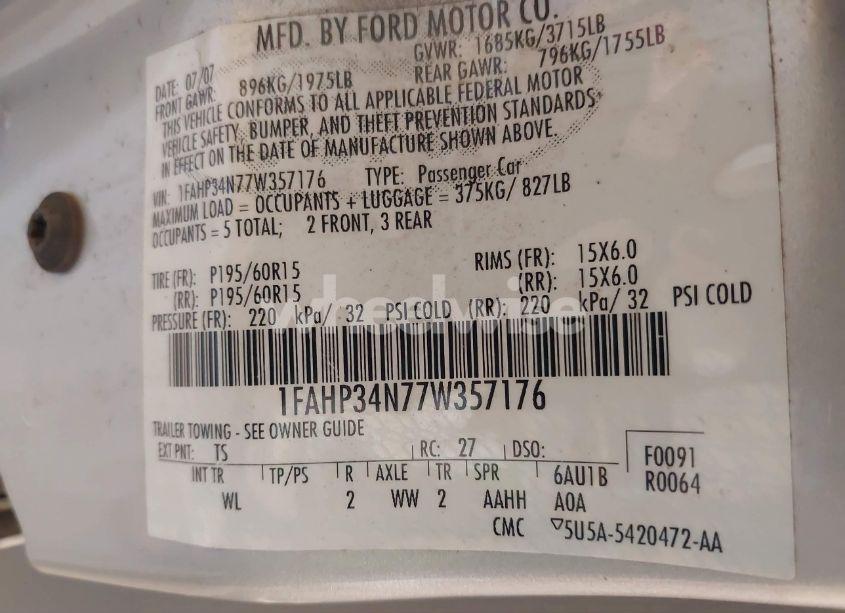 MFD. BY FORD MOTOR CO.
DATE: 07/07 GVWR: 1685KG/3715LB
FRONT GAWR: 896KG/1975LB REAR GAWR: 796KG/1755LB
THIS VEHICLE CONFORMS TO ALL APPLICABLE FEDERAL MOTOR
VEHICLE SAFETY, BUMPER, AND THEFT PREVENTION STANDARDS
IN EFFECT ON THE DATE OF MANUFACTURE SHOWN ABOVE.
VIN: 1FAHP34N77W357176 TYPE: Passenger Car
MAXIMUM LOAD = OCCUPANTS + LUGGAGE = 375KG/ 827LB
OCCUPANTS = 5 TOTAL; 2 FRONT, 3 REAR
TIRE (FR): P195/60R15 RIMS (FR): 15X6.0
(RR): P195/60R15 (RR): 15X6.0
PRESSURE (FR): 220 kPa/ 32 PSI COLD (RR): 220 kPa/ 32 PSI COLD
wheelwise
1FAHP34N77W357176
TRAILER TOWING - SEE OWNER GUIDE
EXT PNT: TS RC: 27 DSO: F0091
INT TR TP/PS R AXLE TR SPR 6AU1B R0064
WL 2 WW 2 AAHH A0A
CMC ▽5U5A-5420472-AA